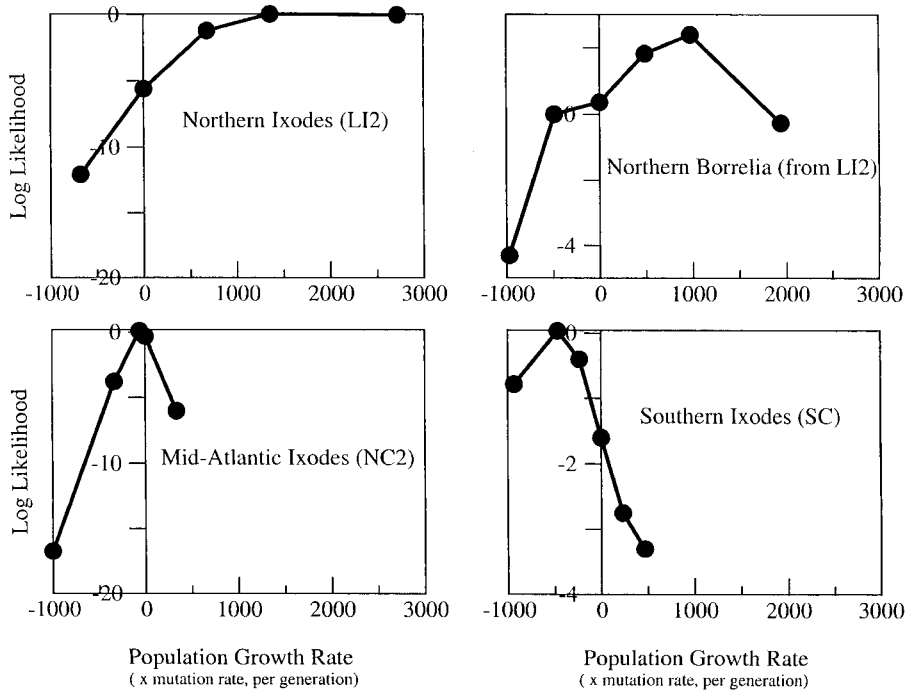 0
-10
-20
Log Likelihood
Northern Ixodes (LI2)
-1000 0 1000 2000 3000
0
-4
Northern Borrelia (from LI2)
-1000 0 1000 2000 3000
0
-10
-20
Log Likelihood
Mid-Atlantic Ixodes (NC2)
-1000 0 1000 2000 3000
Population Growth Rate
( x mutation rate, per generation)
0
-2
-4
Southern Ixodes (SC)
-1000 0 1000 2000 3000
Population Growth Rate
( x mutation rate, per generation)